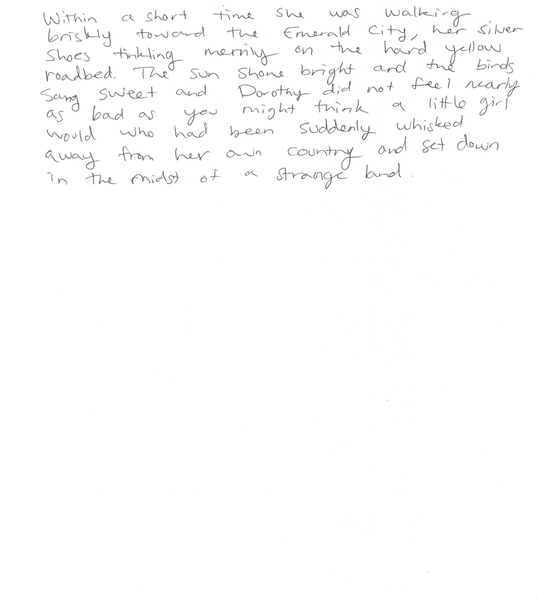 Within a short time she was walking
briskly toward the Emerald City, her silver
shoes tinkling merrily on the hard yellow
roadbed. The sun shone bright and the birds
sang sweet and Dorothy did not feel nearly
as bad as you might think a little girl
would who had been suddenly whisked
away from her own country and set down
in the midst of a strange land.